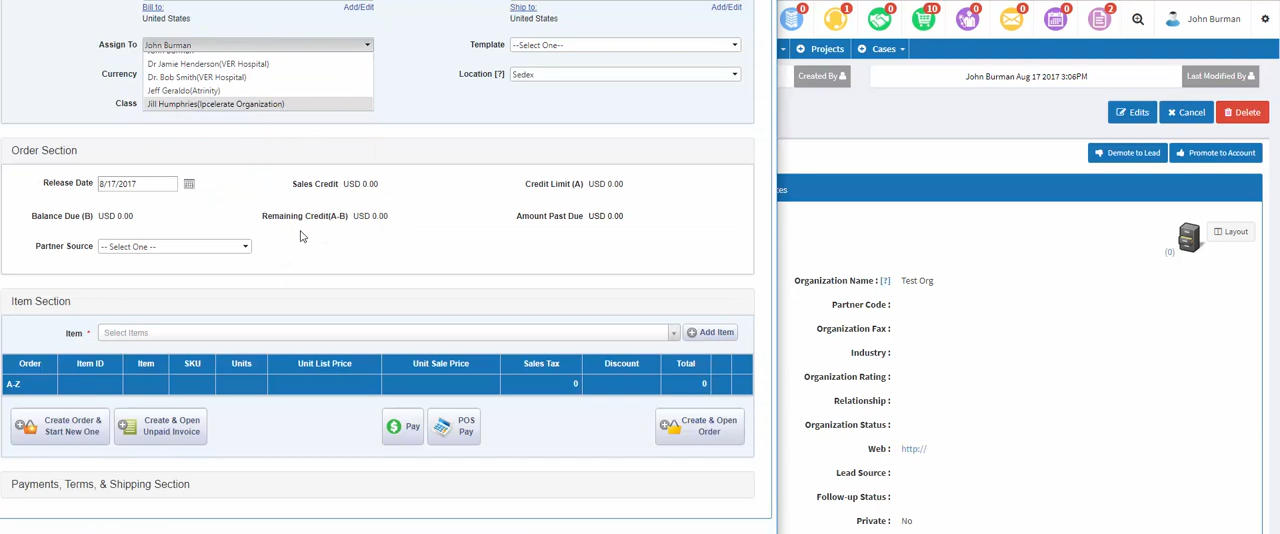 Bill to:
United States
Add/Edit
Ship to:
United States
Add/Edit
Assign To
John Burman
Dr Jamie Henderson(VER Hospital)
Dr. Bob Smith(VER Hospital)
Jeff Geraldo(Atrinity)
Jill Humphries(Ipcelerate Organization)
Currency
Class
Template
--Select One--
Location [?]
Sedex
Order Section
Release Date
8/17/2017
Sales Credit USD 0.00
Credit Limit (A) USD 0.00
Balance Due (B) USD 0.00
Remaining Credit(A-B) USD 0.00
Amount Past Due USD 0.00
Partner Source
-- Select One --
Item Section
Item *
Select Items
Add Item
Order Item ID Item SKU Units Unit List Price Unit Sale Price Sales Tax Discount Total
A-Z 0 0
Create Order &
Start New One
Create & Open
Unpaid Invoice
Pay
POS
Pay
Create & Open
Order
Payments, Terms, & Shipping Section
0 0 0 10 0 0 0 2
John Burman
Projects
Cases
Created By
John Burman Aug 17 2017 3:06PM
Last Modified By
Edits
Cancel
Delete
Demote to Lead
Promote to Account
(0)
Layout
Organization Name : [?] Test Org
Partner Code :
Organization Fax :
Industry :
Organization Rating :
Relationship :
Organization Status :
Web : http://
Lead Source :
Follow-up Status :
Private : No